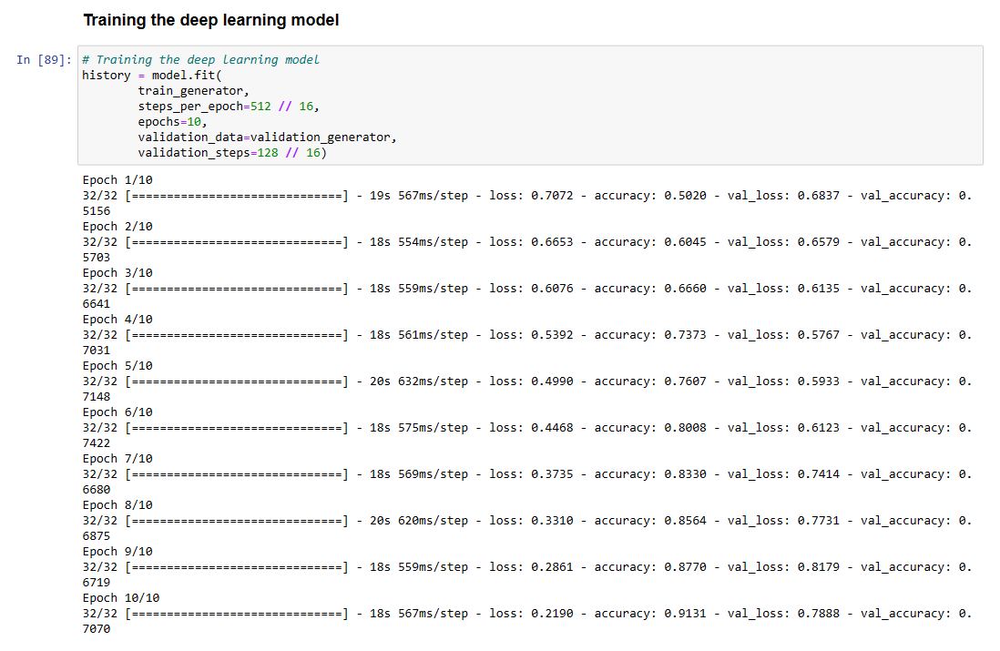 Training the deep learning model
In [89]: # Training the deep learning model
history = model.fit(
        train_generator,
        steps_per_epoch=512 // 16,
        epochs=10,
        validation_data=validation_generator,
        validation_steps=128 // 16)
Epoch 1/10
32/32 [==============================] - 19s 567ms/step - loss: 0.7072 - accuracy: 0.5020 - val_loss: 0.6837 - val_accuracy: 0.
5156
Epoch 2/10
32/32 [==============================] - 18s 554ms/step - loss: 0.6653 - accuracy: 0.6045 - val_loss: 0.6579 - val_accuracy: 0.
5703
Epoch 3/10
32/32 [==============================] - 18s 559ms/step - loss: 0.6076 - accuracy: 0.6660 - val_loss: 0.6135 - val_accuracy: 0.
6641
Epoch 4/10
32/32 [==============================] - 18s 561ms/step - loss: 0.5392 - accuracy: 0.7373 - val_loss: 0.5767 - val_accuracy: 0.
7031
Epoch 5/10
32/32 [==============================] - 20s 632ms/step - loss: 0.4990 - accuracy: 0.7607 - val_loss: 0.5933 - val_accuracy: 0.
7148
Epoch 6/10
32/32 [==============================] - 18s 575ms/step - loss: 0.4468 - accuracy: 0.8008 - val_loss: 0.6123 - val_accuracy: 0.
7422
Epoch 7/10
32/32 [==============================] - 18s 569ms/step - loss: 0.3735 - accuracy: 0.8330 - val_loss: 0.7414 - val_accuracy: 0.
6680
Epoch 8/10
32/32 [==============================] - 20s 620ms/step - loss: 0.3310 - accuracy: 0.8564 - val_loss: 0.7731 - val_accuracy: 0.
6875
Epoch 9/10
32/32 [==============================] - 18s 559ms/step - loss: 0.2861 - accuracy: 0.8770 - val_loss: 0.8179 - val_accuracy: 0.
6719
Epoch 10/10
32/32 [==============================] - 18s 567ms/step - loss: 0.2190 - accuracy: 0.9131 - val_loss: 0.7888 - val_accuracy: 0.
7070